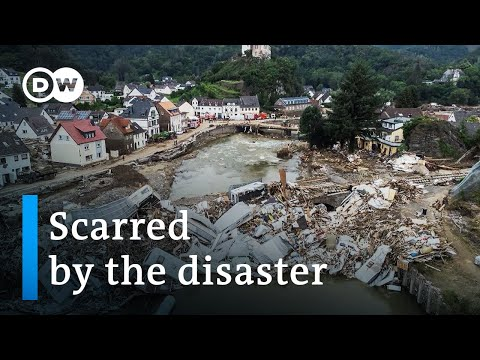 DW
Scarred
by the disaster